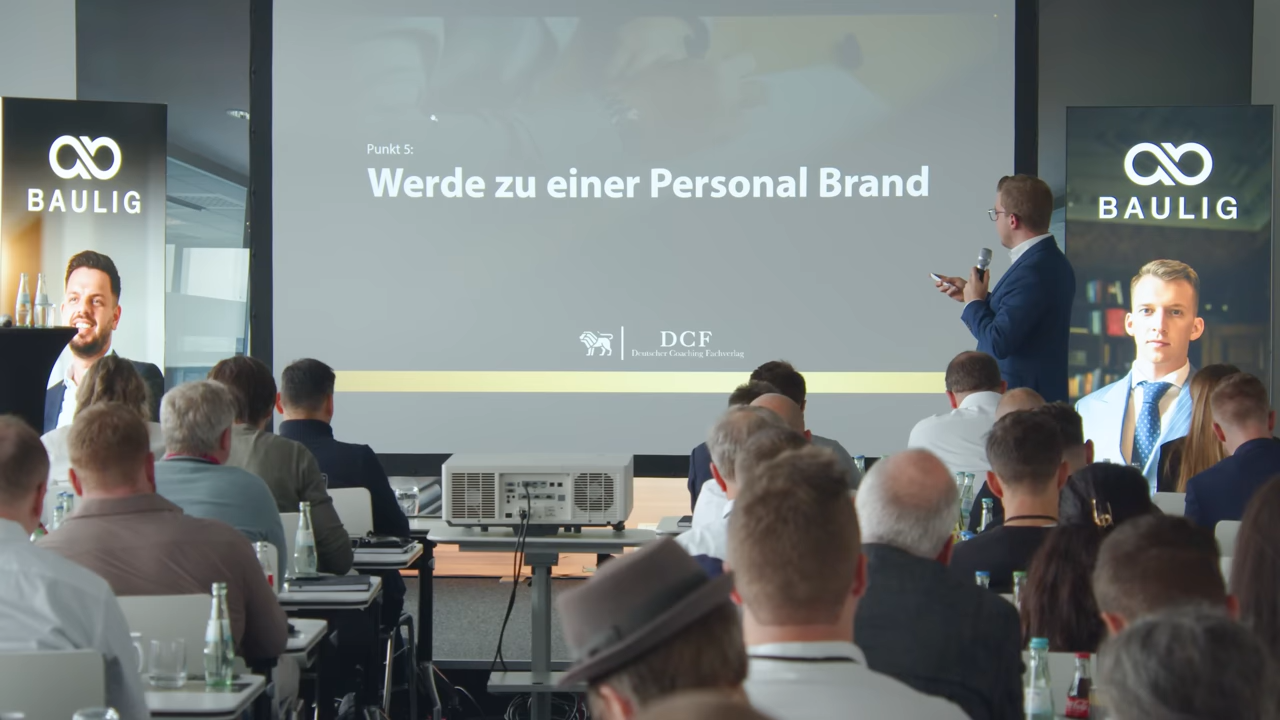 BAULIG
Punkt 5:
Werde zu einer Personal Brand
DCF
Deutscher Coaching Fachverlag
BAULIG